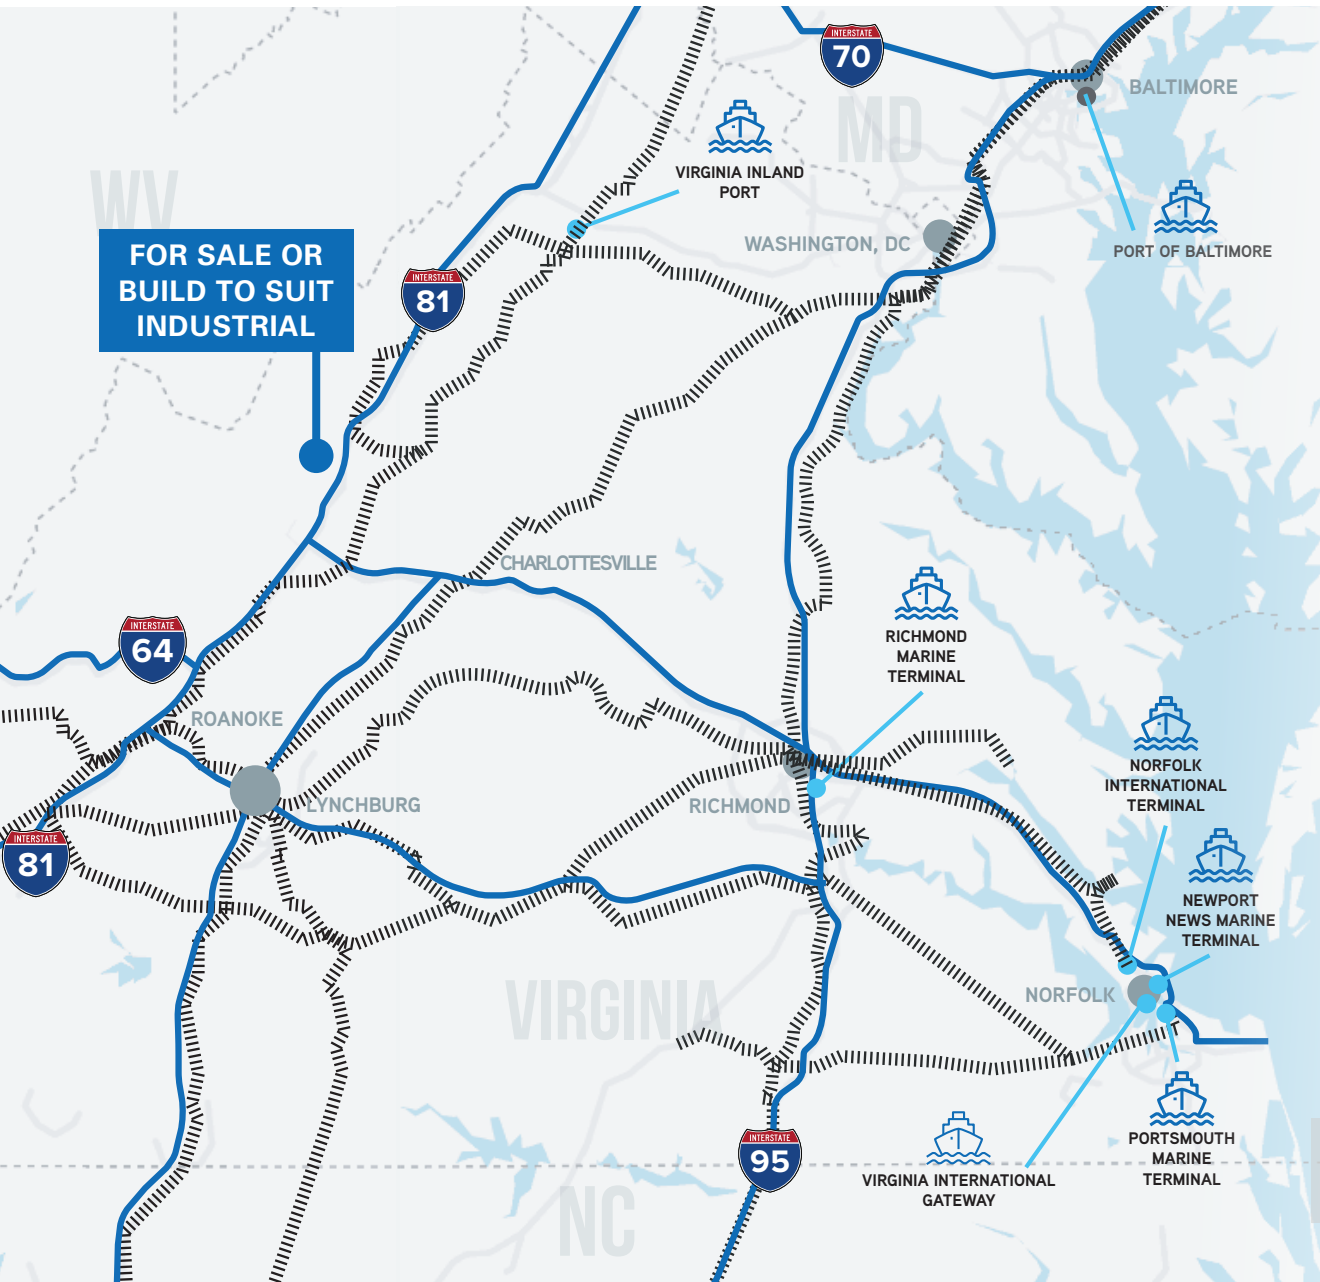 INTERSTATE
70
BALTIMORE
MD
VIRGINIA INLAND
PORT
WV
PORT OF BALTIMORE
WASHINGTON, DC
FOR SALE OR
BUILD TO SUIT
INDUSTRIAL
INTERSTATE
81
CHARLOTTESVILLE
RICHMOND
MARINE
TERMINAL
INTERSTATE
64
ROANOKE
NORFOLK
INTERNATIONAL
TERMINAL
LYNCHBURG
RICHMOND
INTERSTATE
81
NEWPORT
NEWS MARINE
TERMINAL
NORFOLK
VIRGINIA
PORTSMOUTH
MARINE
TERMINAL
INTERSTATE
95
VIRGINIA INTERNATIONAL
GATEWAY
NC